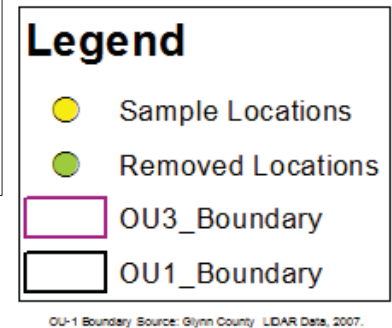 Legend
Sample Locations
Removed Locations
OU3_Boundary
OU1_Boundary
OU-1 Boundary Source: Glynn County LIDAR Data, 2007.